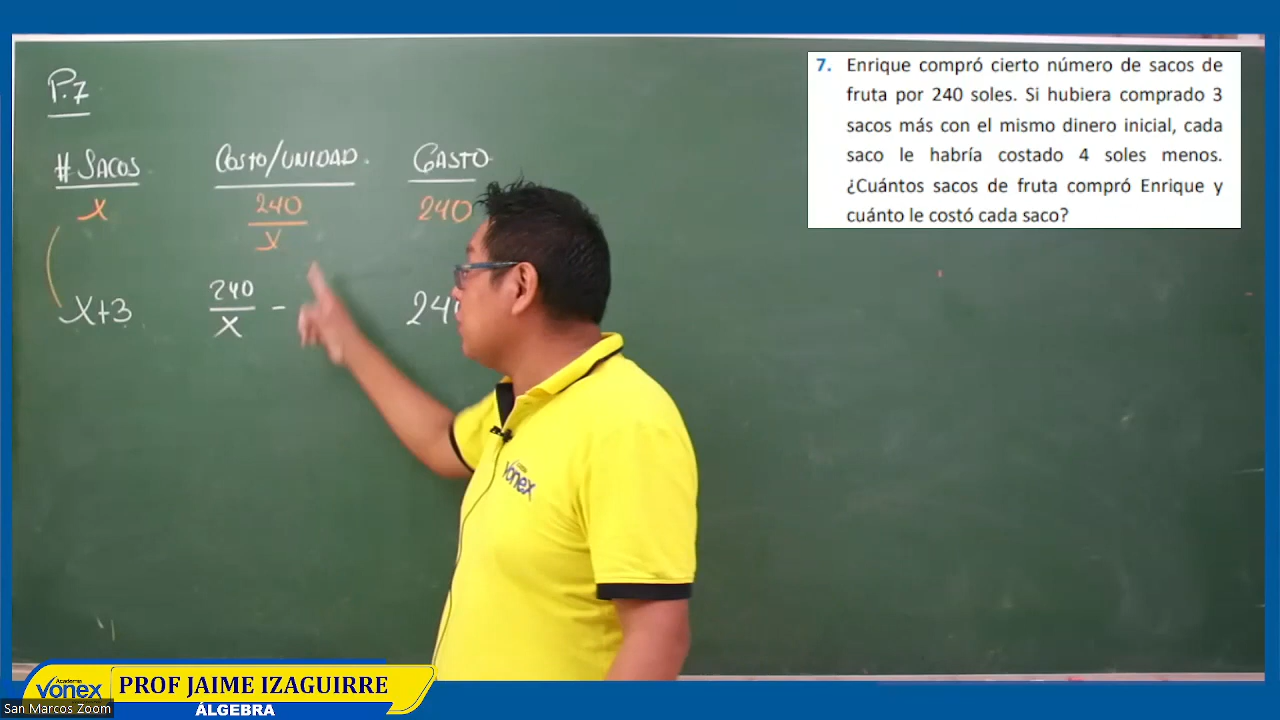 P.7
# SACOS COSTO/UNIDAD. GASTO
x 240/x 240
x+3 240/x - 240
7. Enrique compró cierto número de sacos de
fruta por 240 soles. Si hubiera comprado 3
sacos más con el mismo dinero inicial, cada
saco le habría costado 4 soles menos.
¿Cuántos sacos de fruta compró Enrique y
cuánto le costó cada saco?
Vonex
Academia
Vonex
PROF JAIME IZAGUIRRE
ÁLGEBRA
San Marcos Zoom